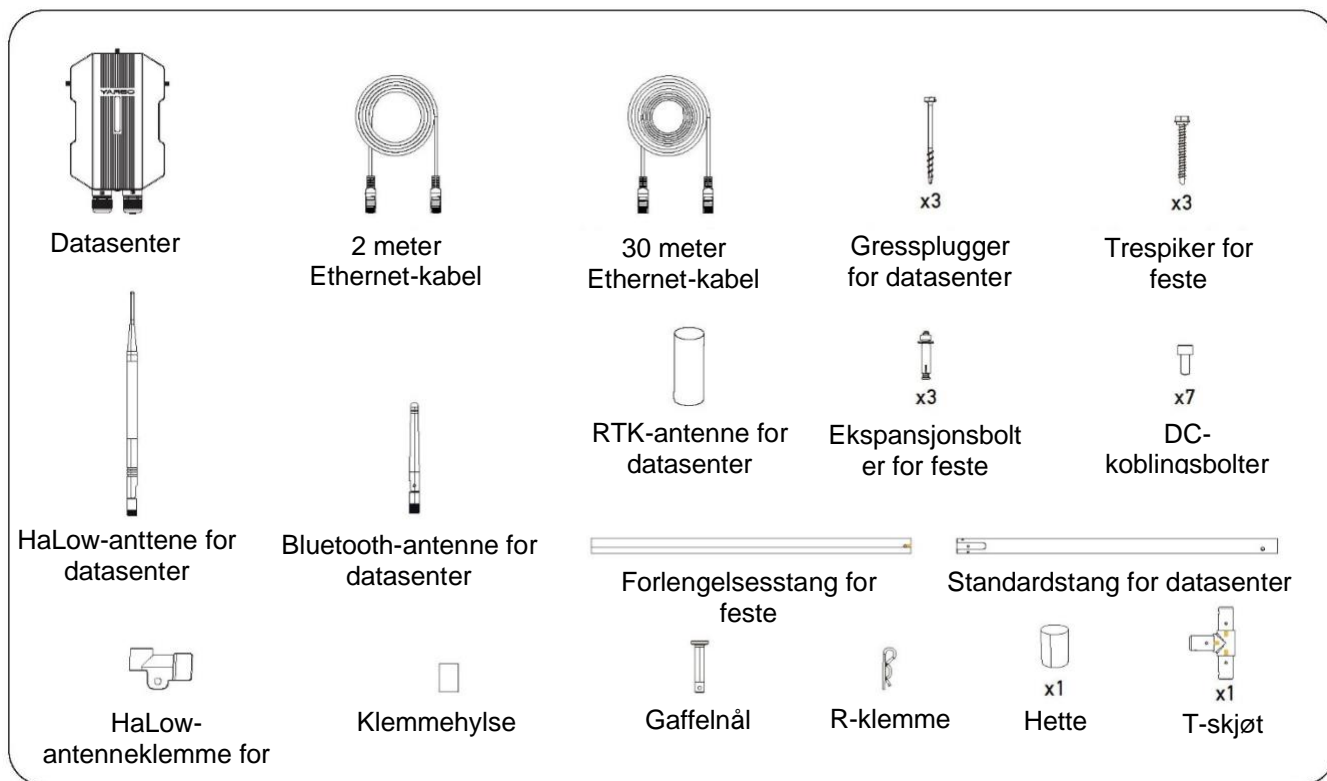 YARBO
x3
x3
Datasenter
2 meter
Ethernet-kabel
30 meter
Ethernet-kabel
Gressplugger
for datasenter
Trespiker for
feste
x3
x7
RTK-antenne for
datasenter
Ekspansjonsbolt
er for feste
DC-
koblingsbolter
HaLow-anttene for
datasenter
Bluetooth-antenne for
datasenter
Forlengelsesstang for
feste
Standardstang for datasenter
x1
x1
HaLow-
antenneklemme for
Klemmehylse
Gaffelnål
R-klemme
Hette
T-skjøt